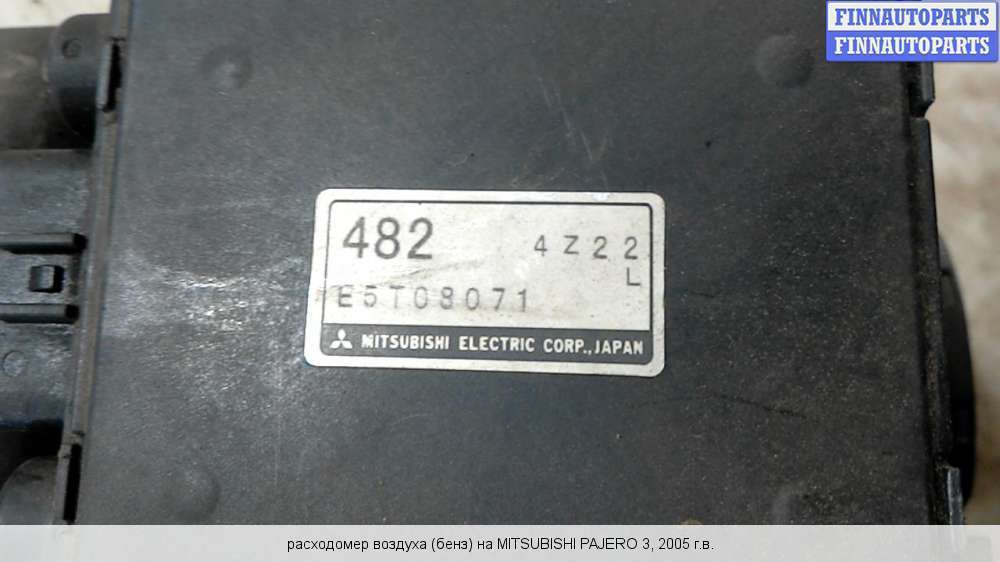 FINNAUTOPARTS
FINNAUTOPARTS
482 4Z22
L
E5T08071
MITSUBISHI ELECTRIC CORP., JAPAN
расходомер воздуха (бенз) на MITSUBISHI PAJERO 3, 2005 г.в.